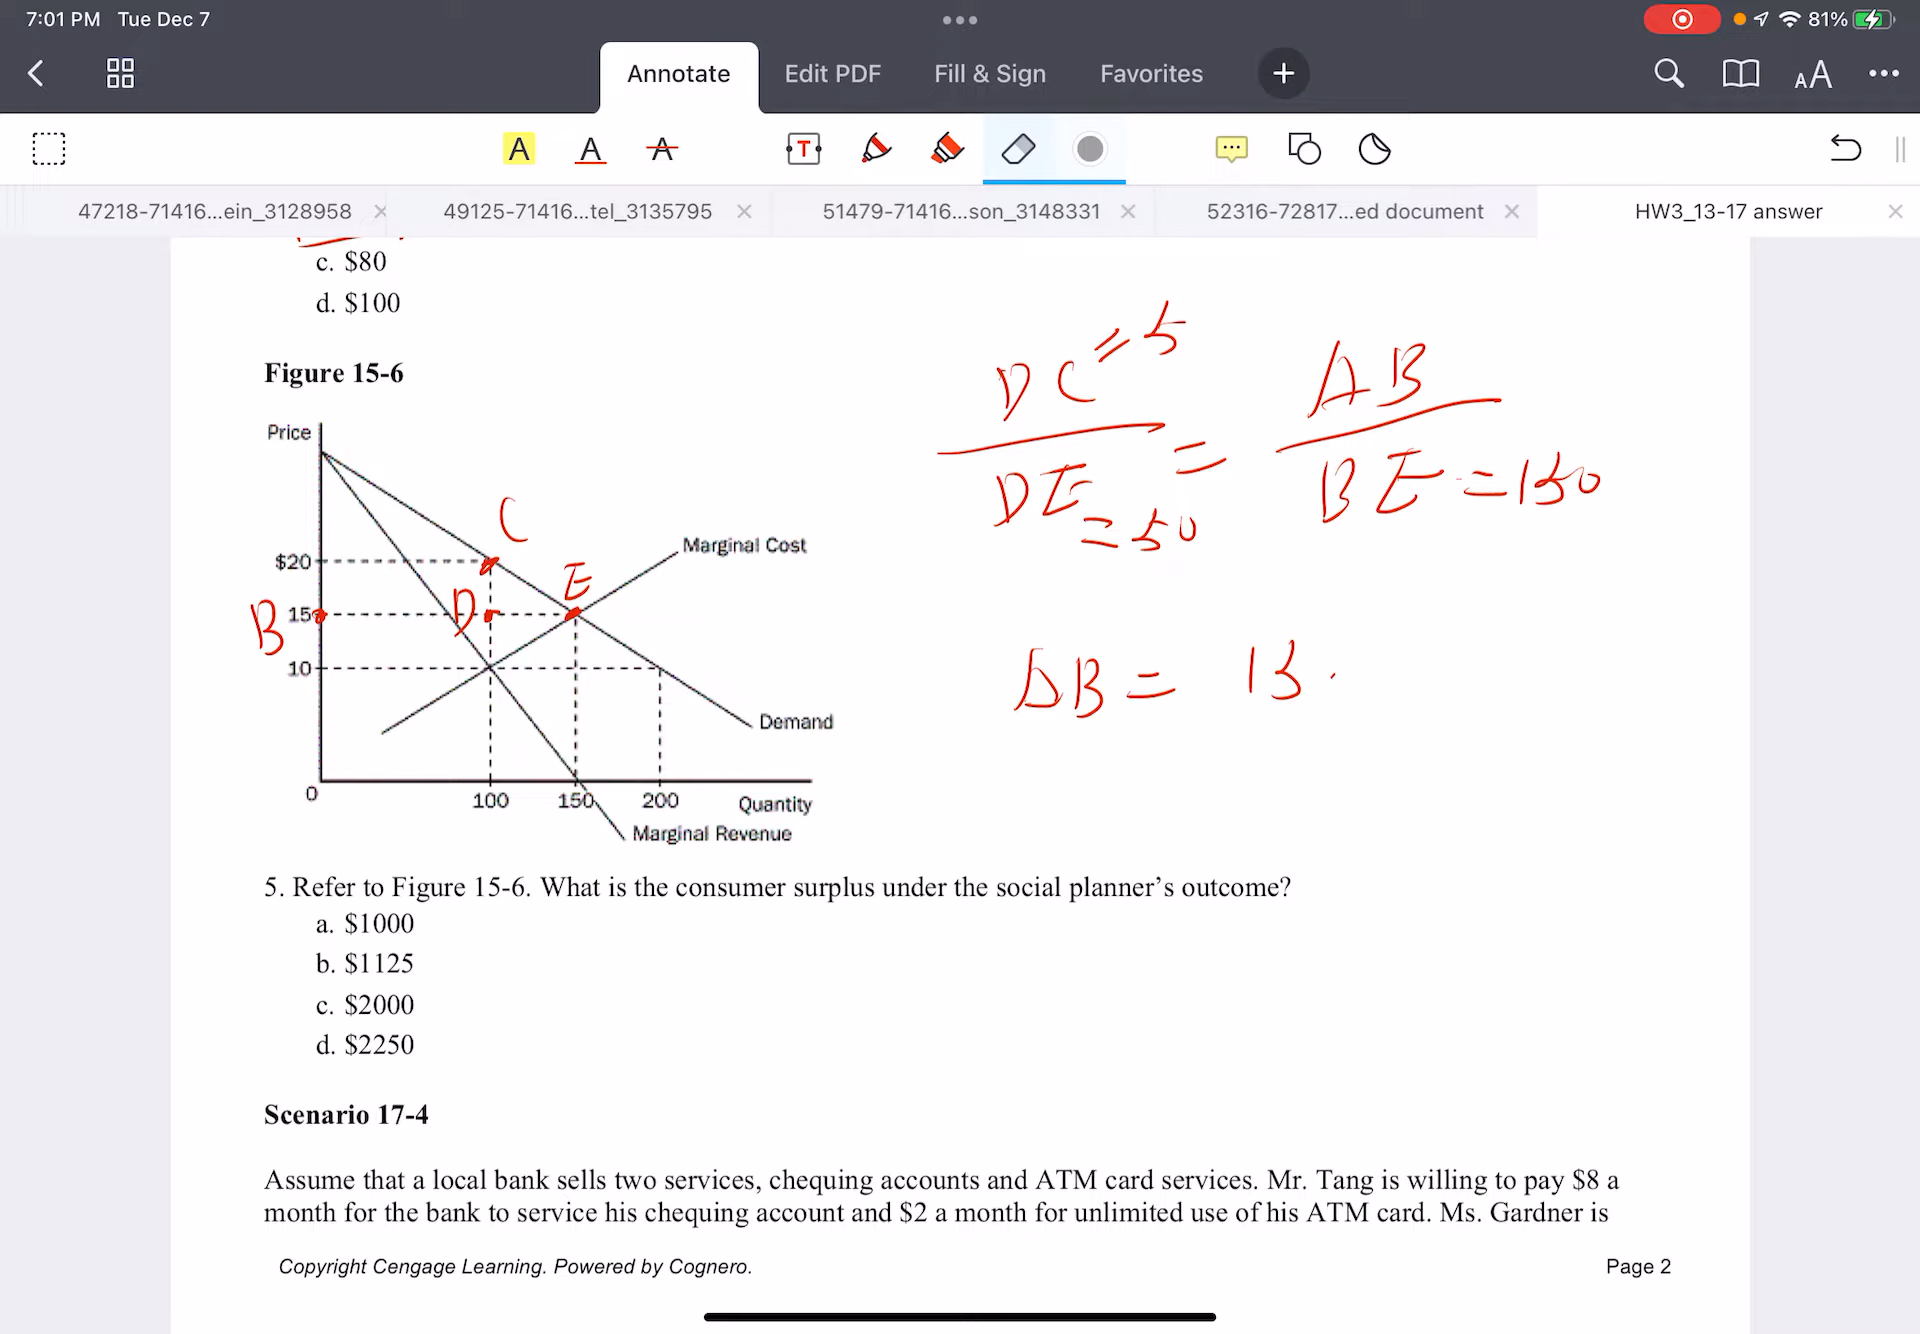 7:01 PM Tue Dec 7
81%
Annotate Edit PDF Fill & Sign Favorites
AA
A A A T
47218-71416...ein_3128958 49125-71416...tel_3135795 51479-71416...son_3148331 52316-72817...ed document HW3_13-17 answer
c. $80
d. $100
Figure 15-6
DC = 5
DE = 50
=
AB
BE = 150
AB = 15.
Price
C
$20
Marginal Cost
E
B 15
D
10
Demand
0 100 150 200 Quantity
Marginal Revenue
5. Refer to Figure 15-6. What is the consumer surplus under the social planner’s outcome?
a. $1000
b. $1125
c. $2000
d. $2250
Scenario 17-4
Assume that a local bank sells two services, chequing accounts and ATM card services. Mr. Tang is willing to pay $8 a
month for the bank to service his chequing account and $2 a month for unlimited use of his ATM card. Ms. Gardner is
Copyright Cengage Learning. Powered by Cognero. Page 2